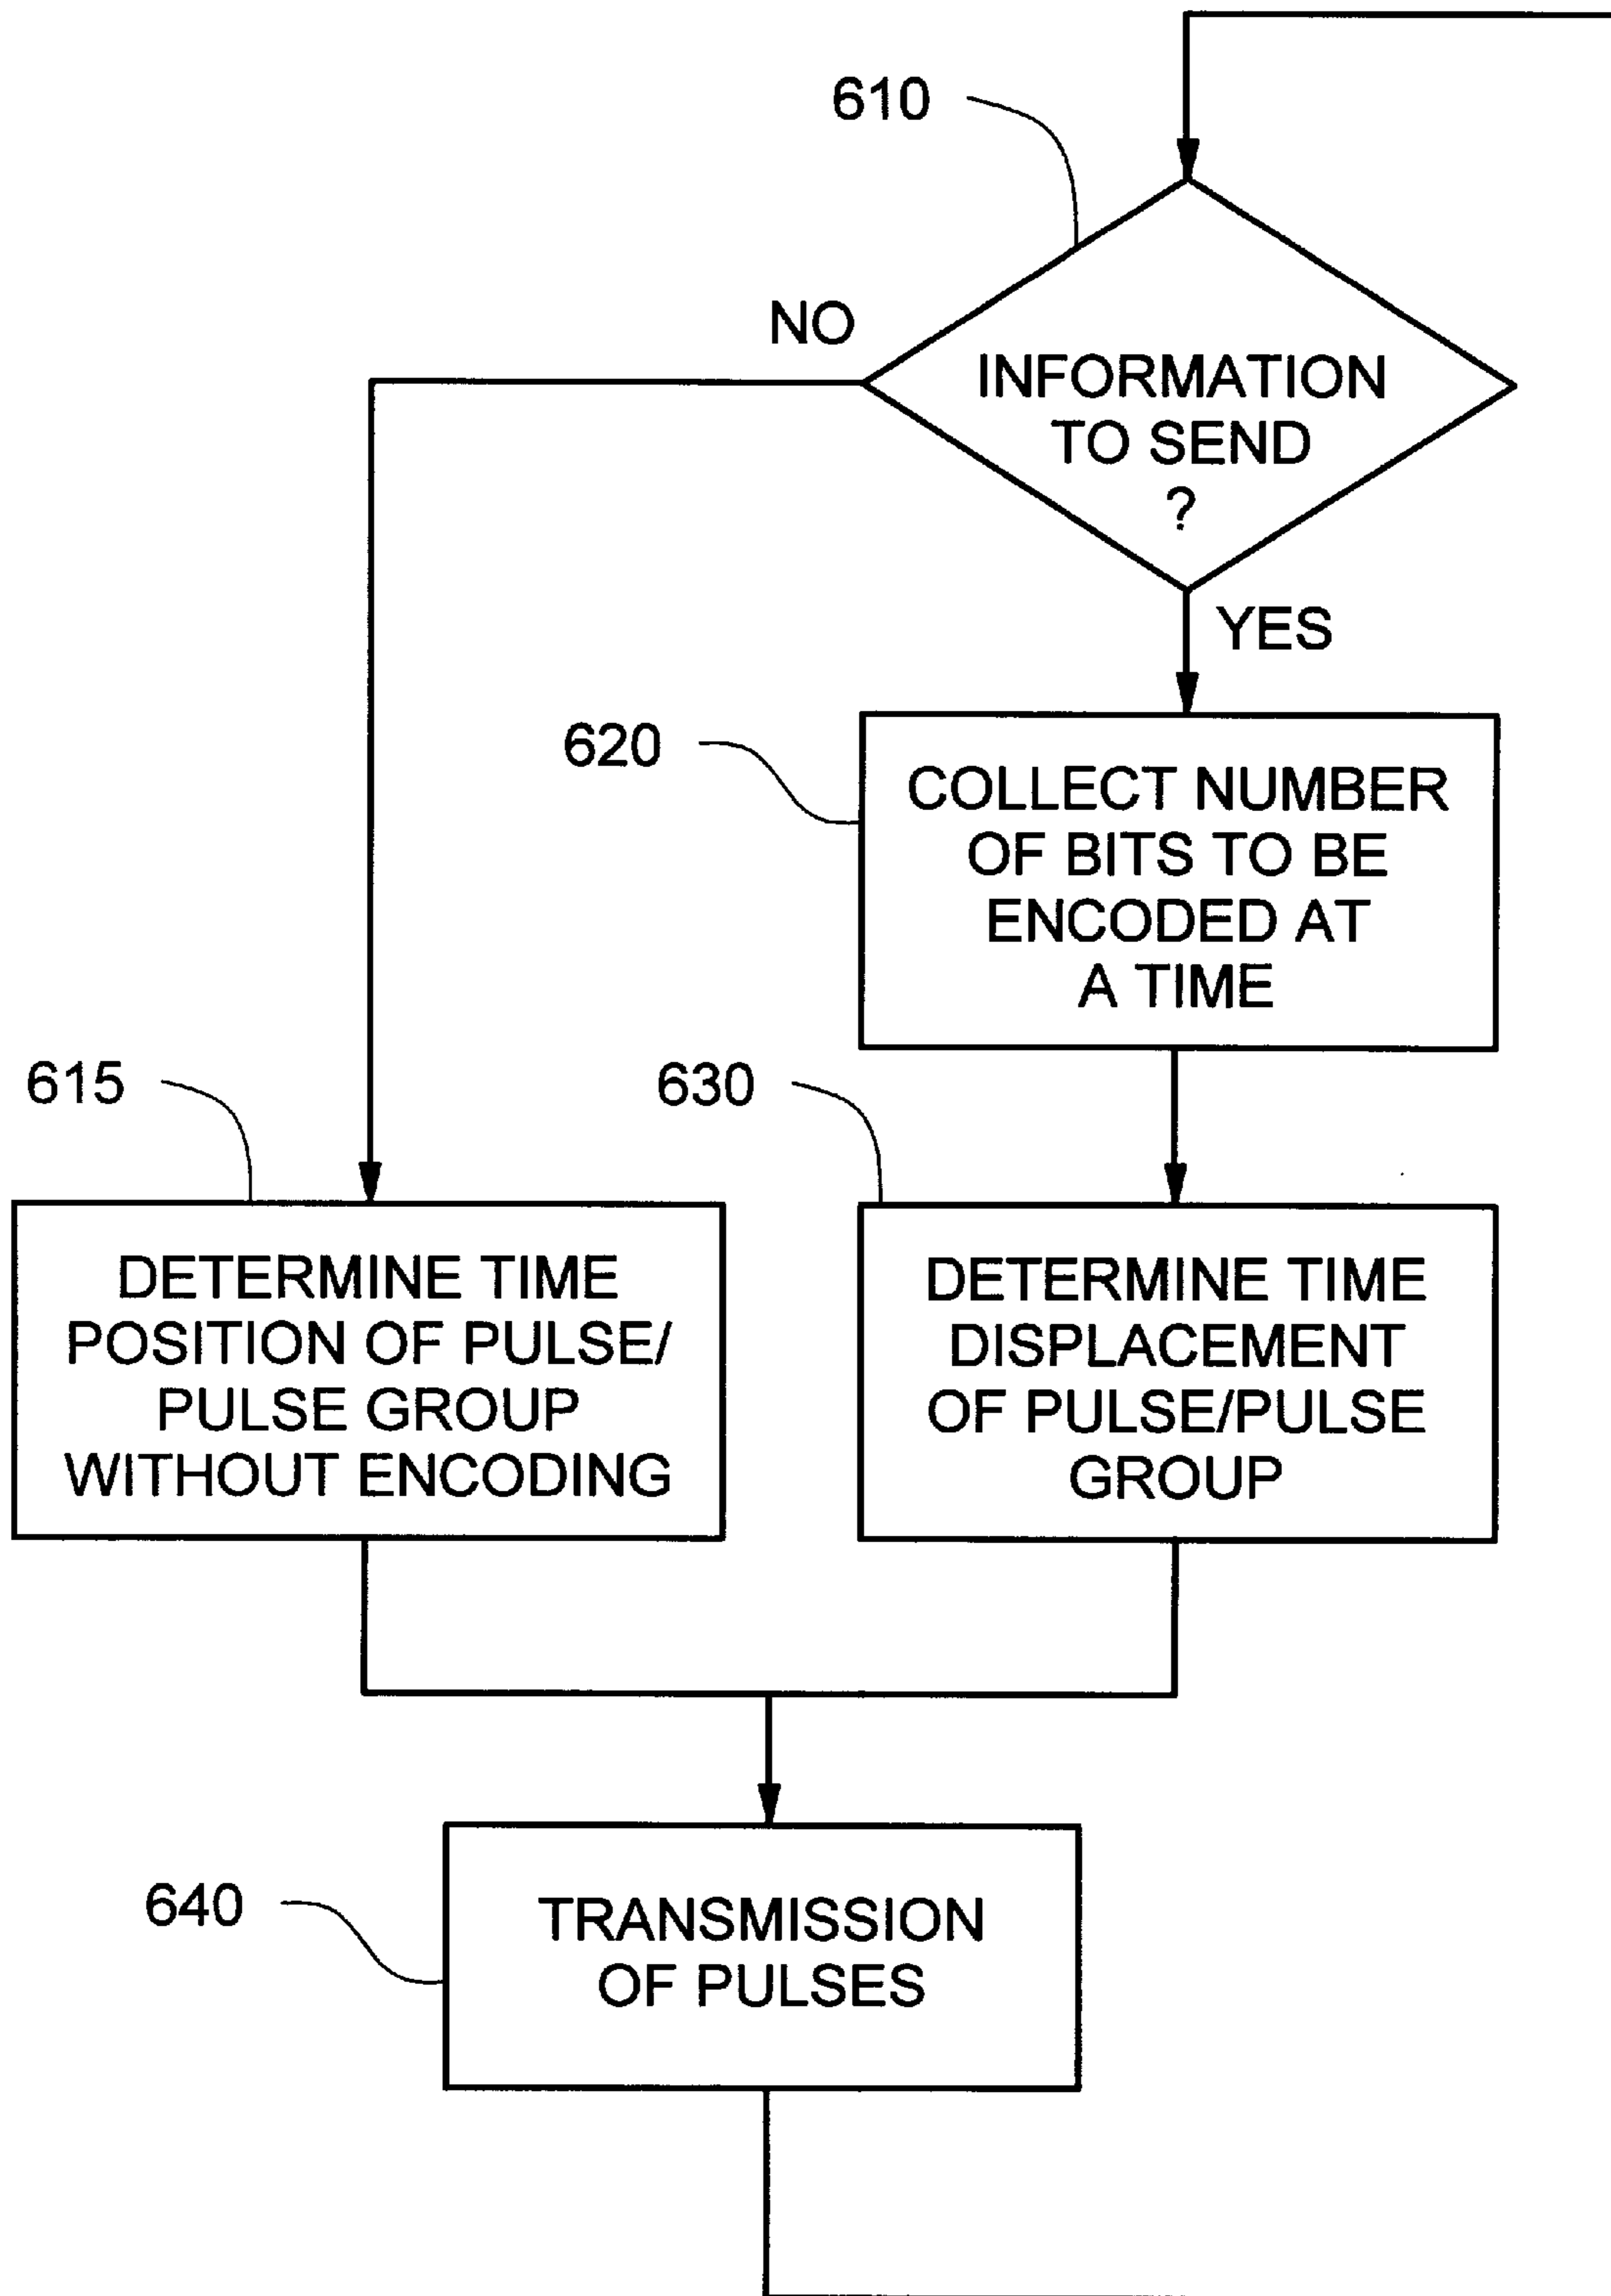 610
NO
INFORMATION
TO SEND
?
YES
620
COLLECT NUMBER
OF BITS TO BE
ENCODED AT
A TIME
615
630
DETERMINE TIME
POSITION OF PULSE/
PULSE GROUP
WITHOUT ENCODING
DETERMINE TIME
DISPLACEMENT
OF PULSE/PULSE
GROUP
640
TRANSMISSION
OF PULSES